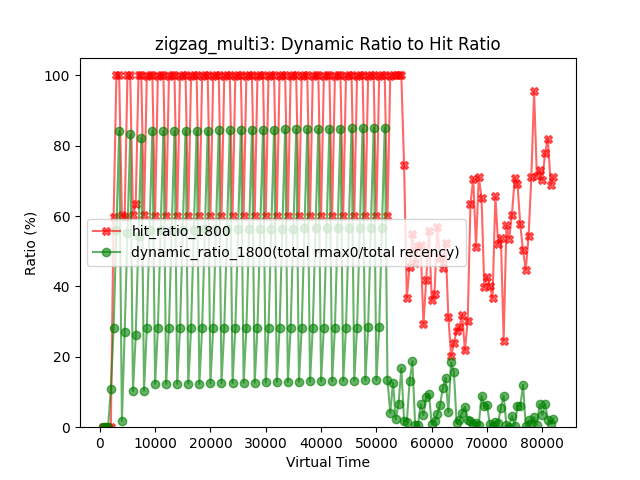 zigzag_multi3: Dynamic Ratio to Hit Ratio
100
80
60
40
20
0
Ratio (%)
hit_ratio_1800
dynamic_ratio_1800(total rmax0/total recency)
0 10000 20000 30000 40000 50000 60000 70000 80000
Virtual Time